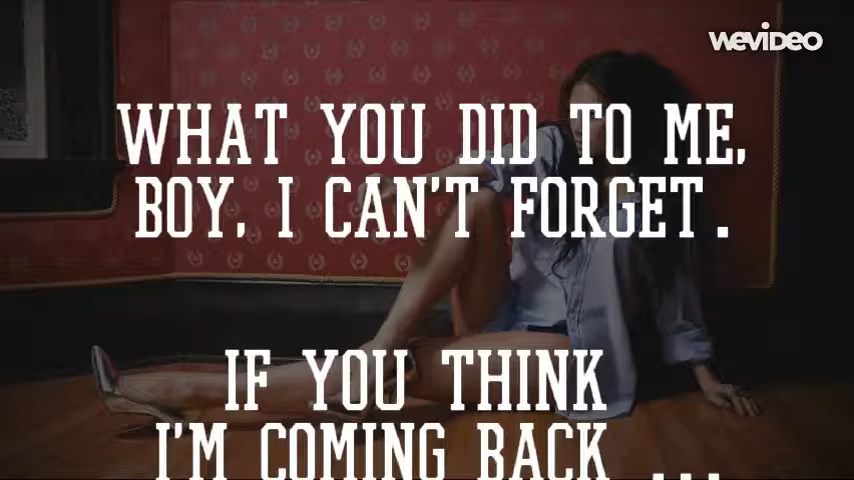 WEVIDEO
WHAT YOU DID TO ME,
BOY, I CAN'T FORGET.
IF YOU THINK
I'M COMING BACK ...